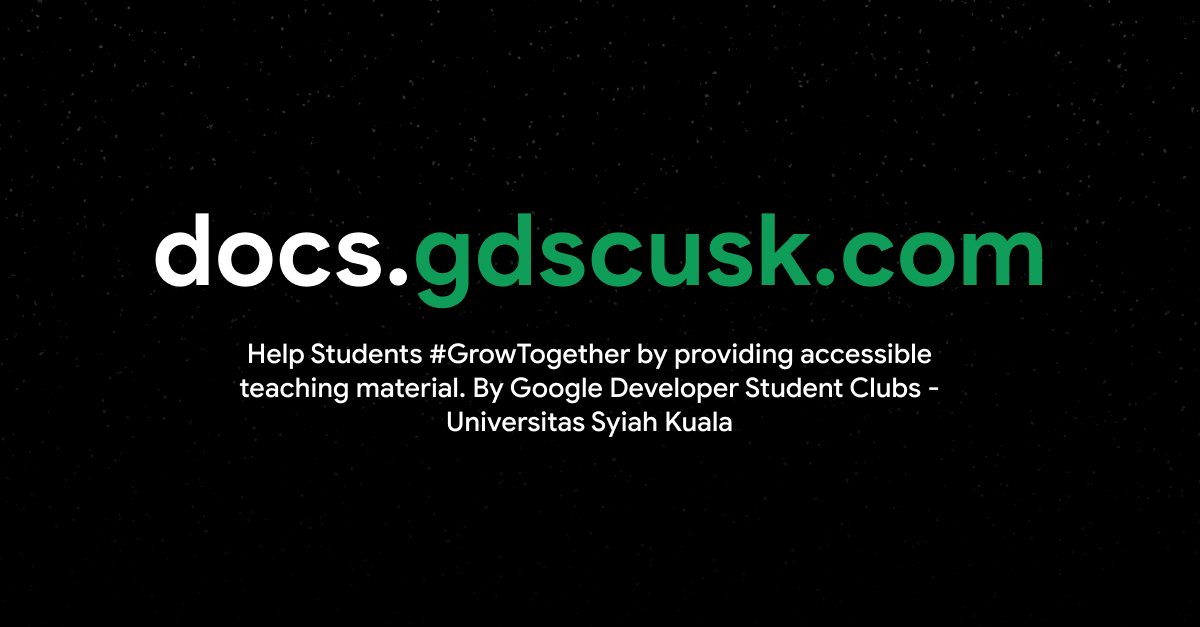 docs.gdscusk.com
Help Students #GrowTogether by providing accessible
teaching material. By Google Developer Student Clubs -
Universitas Syiah Kuala